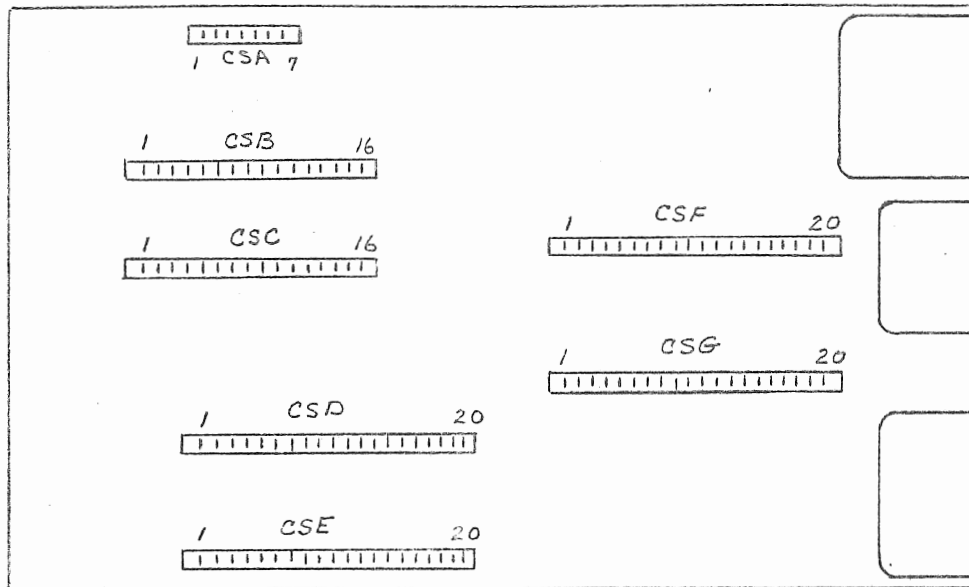 1 CSA 7
1 CSB 16
1 CSC 16
1 CSF 20
1 CSG 20
1 CSD 20
1 CSE 20